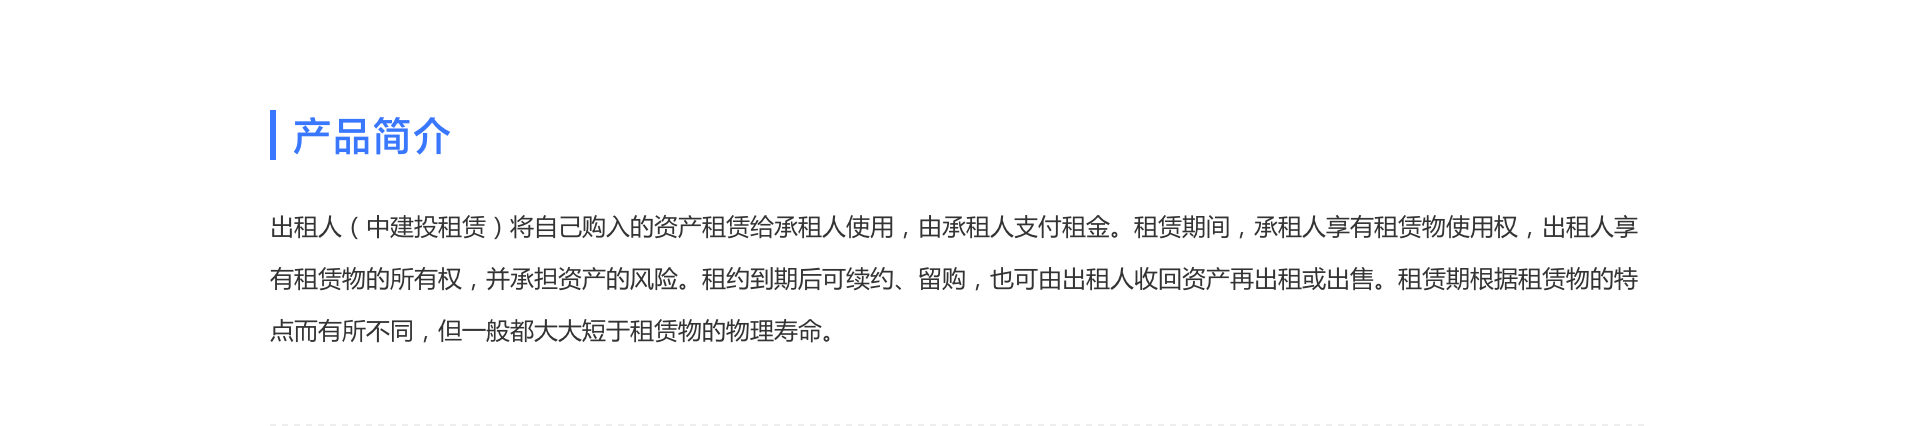 产品简介
出租人（中建投租赁）将自己购入的资产租赁给承租人使用，由承租人支付租金。租赁期间，承租人享有租赁物使用权，出租人享
有租赁物的所有权，并承担资产的风险。租约到期后可续约、留购，也可由出租人收回资产再出租或出售。租赁期根据租赁物的特
点而有所不同，但一般都大大短于租赁物的物理寿命。